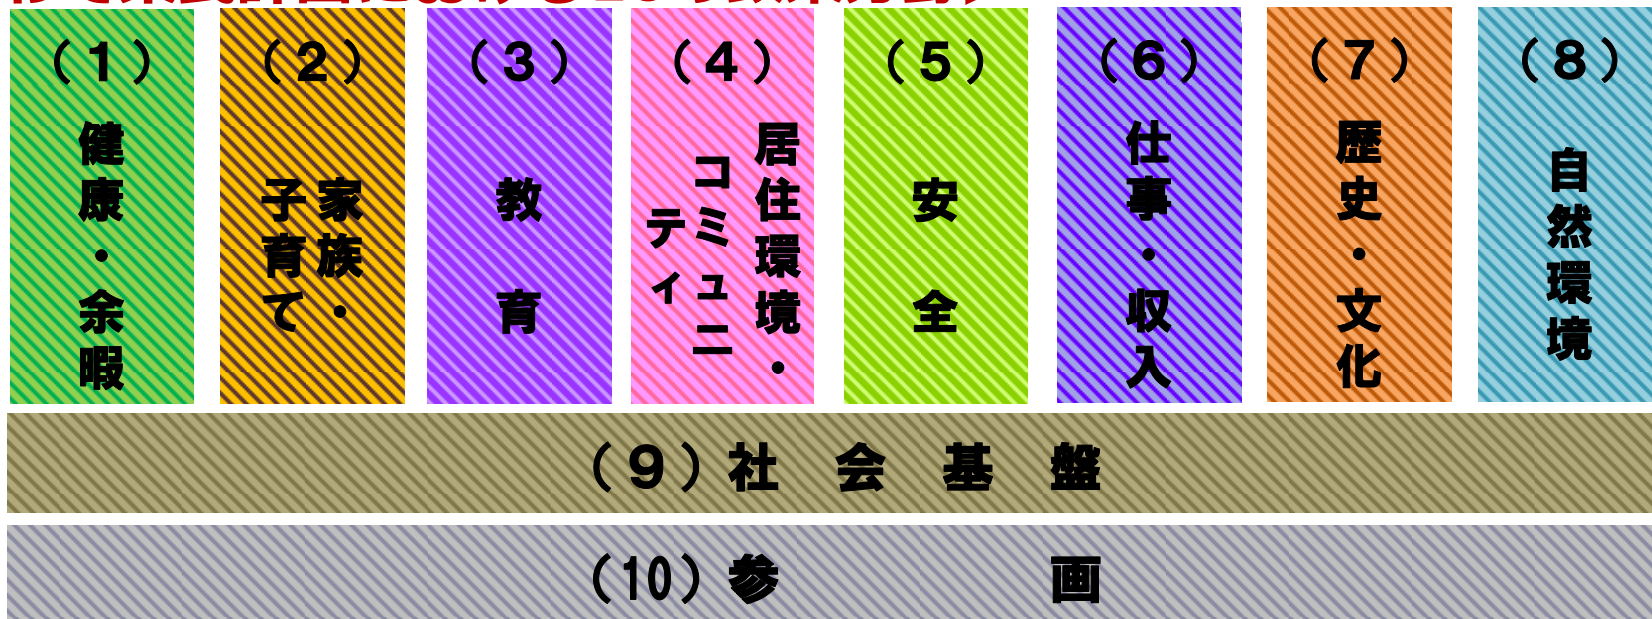 (1)
健康・余暇
(2)
家族・
子育て
(3)
教育
(4)
居住環境・
コミュニ
ティ
(5)
安全
(6)
仕事・収入
(7)
歴史・文化
(8)
自然環境
(9)社会基盤
(10)参画